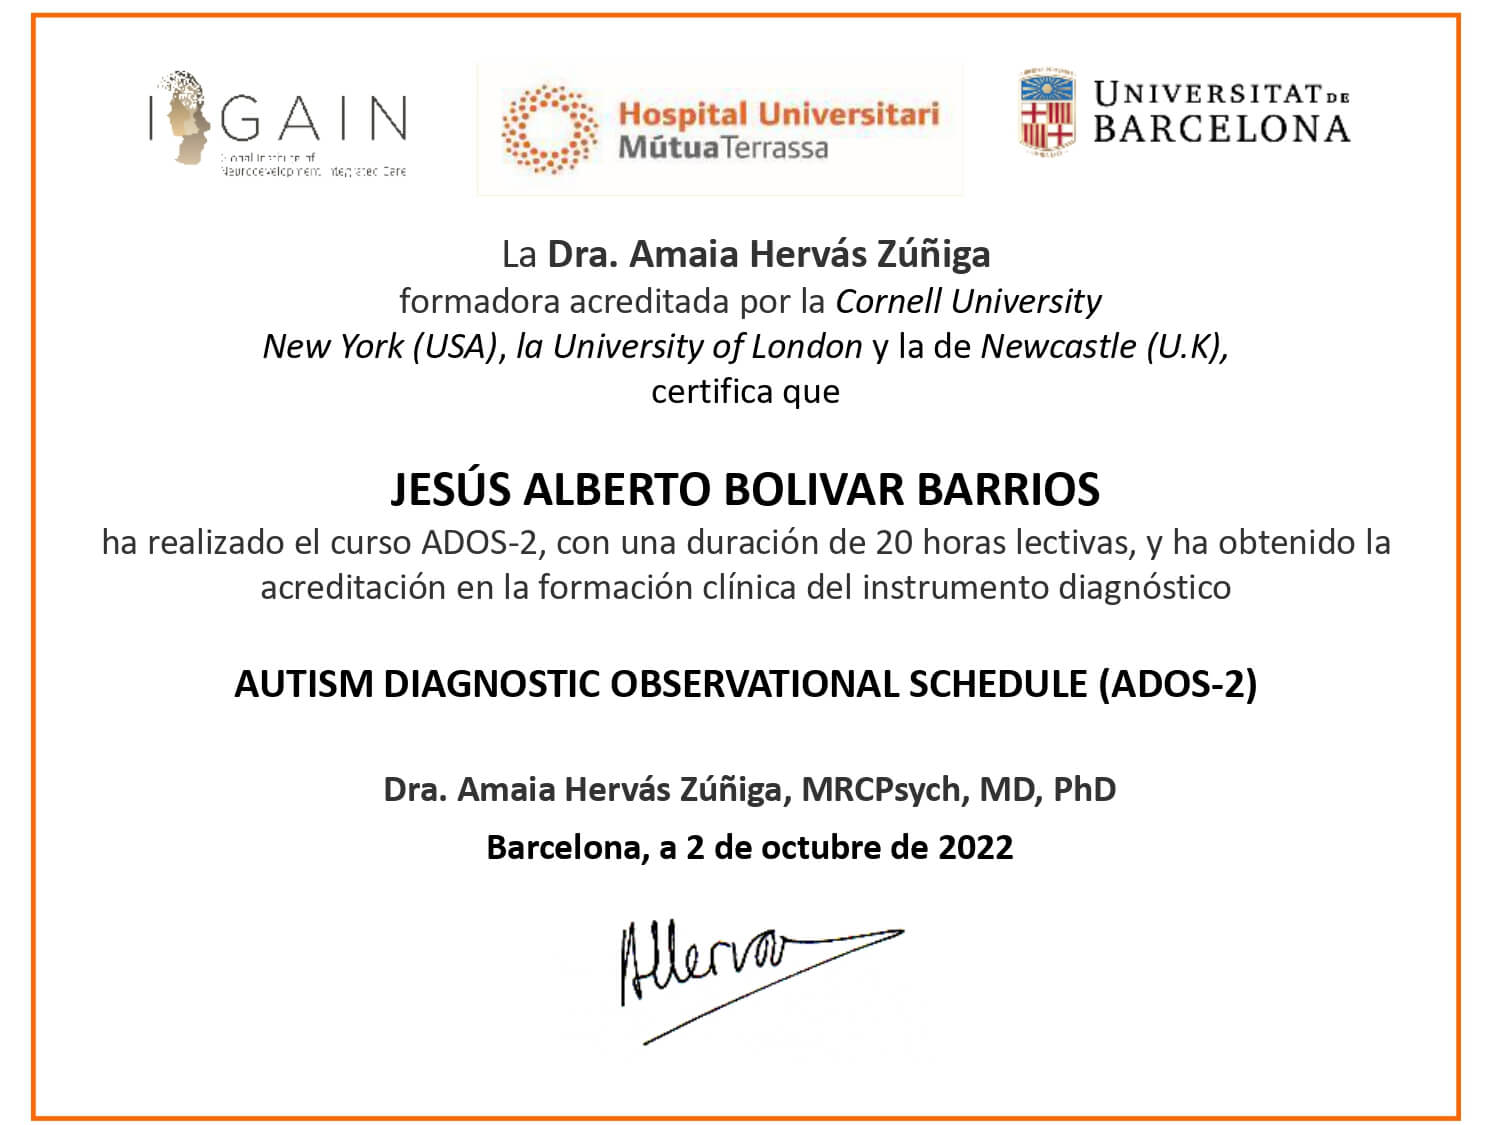 I GAIN
Global Institute of
Neurodevelopment Integrated Care
Hospital Universitari
MútuaTerrassa
UNIVERSITAT DE
BARCELONA
La Dra. Amaia Hervás Zúñiga
formadora acreditada por la Cornell University
New York (USA), la University of London y la de Newcastle (U.K),
certifica que
JESÚS ALBERTO BOLIVAR BARRIOS
ha realizado el curso ADOS-2, con una duración de 20 horas lectivas, y ha obtenido la
acreditación en la formación clínica del instrumento diagnóstico
AUTISM DIAGNOSTIC OBSERVATIONAL SCHEDULE (ADOS-2)
Dra. Amaia Hervás Zúñiga, MRCPsych, MD, PhD
Barcelona, a 2 de octubre de 2022